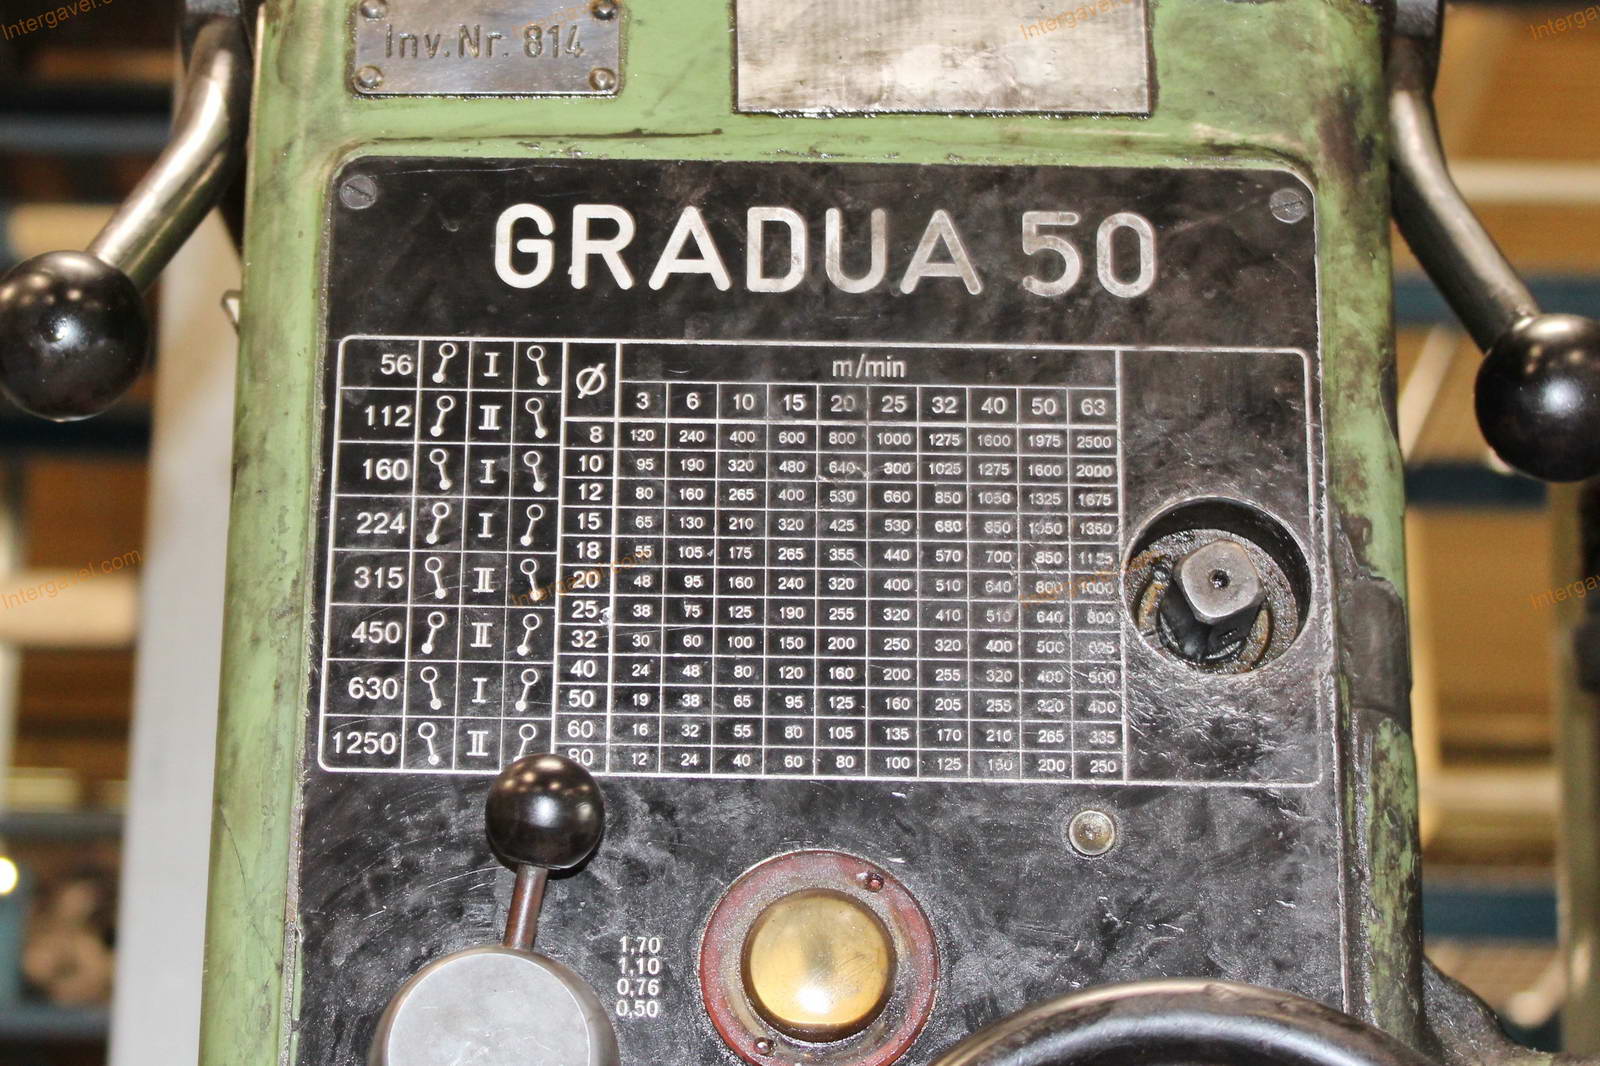 Inv.Nr. 814
GRADUA 50
56 I
112 II
160 I
224 I
315 II
450 II
630 I
1250 II
Ø m/min
3 6 10 15 20 25 32 40 50 63
8 120 240 400 600 800 1000 1275 1600 1975 2500
10 95 190 320 480 640 800 1025 1275 1600 2000
12 80 160 265 400 530 660 850 1050 1325 1675
15 65 130 210 320 425 530 680 850 1050 1350
18 55 105 175 265 355 440 570 700 850 1125
20 48 95 160 240 320 400 510 640 800 1000
25 38 75 125 190 255 320 410 510 640 800
32 30 60 100 150 200 250 320 400 500
40 24 48 80 120 160 200 255 320 400 500
50 19 38 65 95 125 160 205 255 320 400
60 16 32 55 80 105 135 170 210 265 335
80 12 24 40 60 80 100 125 160 200 250
1,70
1,10
0,76
0,50
Intergavel.com